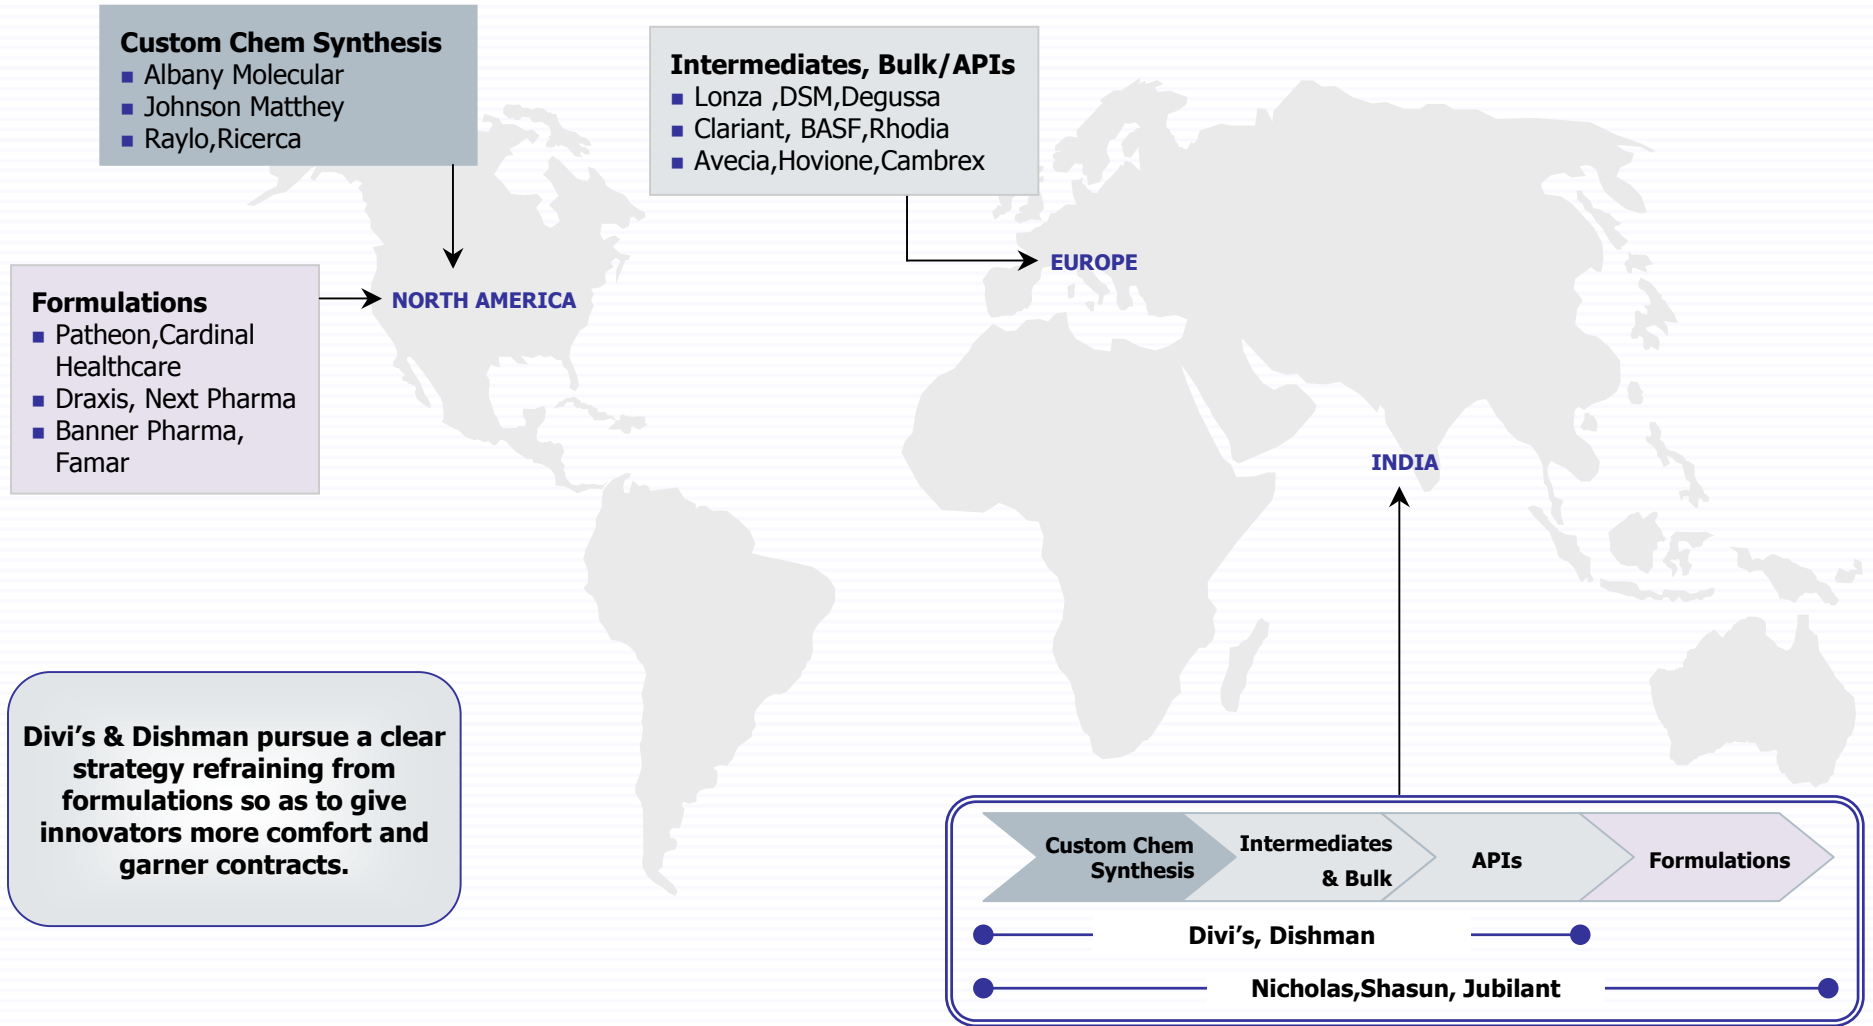 Custom Chem Synthesis
Albany Molecular
Johnson Matthey
Raylo,Ricerca
Intermediates, Bulk/APIs
Lonza ,DSM,Degussa
Clariant, BASF,Rhodia
Avecia,Hovione,Cambrex
EUROPE
Formulations
Patheon,Cardinal
Healthcare
Draxis, Next Pharma
Banner Pharma,
Famar
NORTH AMERICA
INDIA
Divi's & Dishman pursue a clear
strategy refraining from
formulations so as to give
innovators more comfort and
garner contracts.
Custom Chem
Synthesis
Intermediates
& Bulk
APIs
Formulations
Divi's, Dishman
Nicholas,Shasun, Jubilant